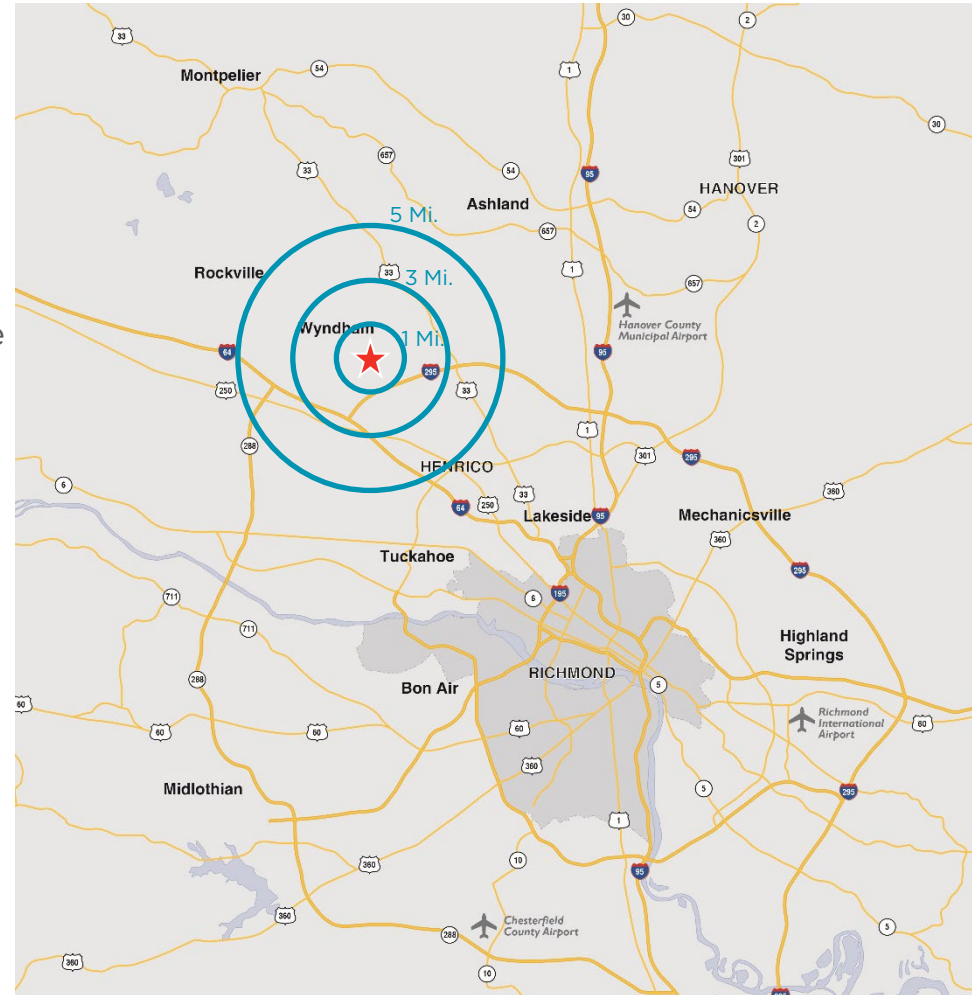 30
2
33
1
Montpelier
54
30
657
301
95
33
54
HANOVER
Ashland
54
2
5 Mi.
657
Rockville
1
33
3 Mi.
657
Hanover County
Municipal Airport
Wyndham
1 Mi.
e
64
95
295
250
33
1
288
301
295
HENRICO
6
360
33
250
64
Lakeside
95
Mechanicsville
360
Tuckahoe
295
195
6
711
711
Highland
Springs
RICHMOND
288
Bon Air
5
60
Richmond
International
Airport
60
60
60
60
360
Midlothian
5
295
1
10
360
95
360
Chesterfield
County Airport
5
288
360
10